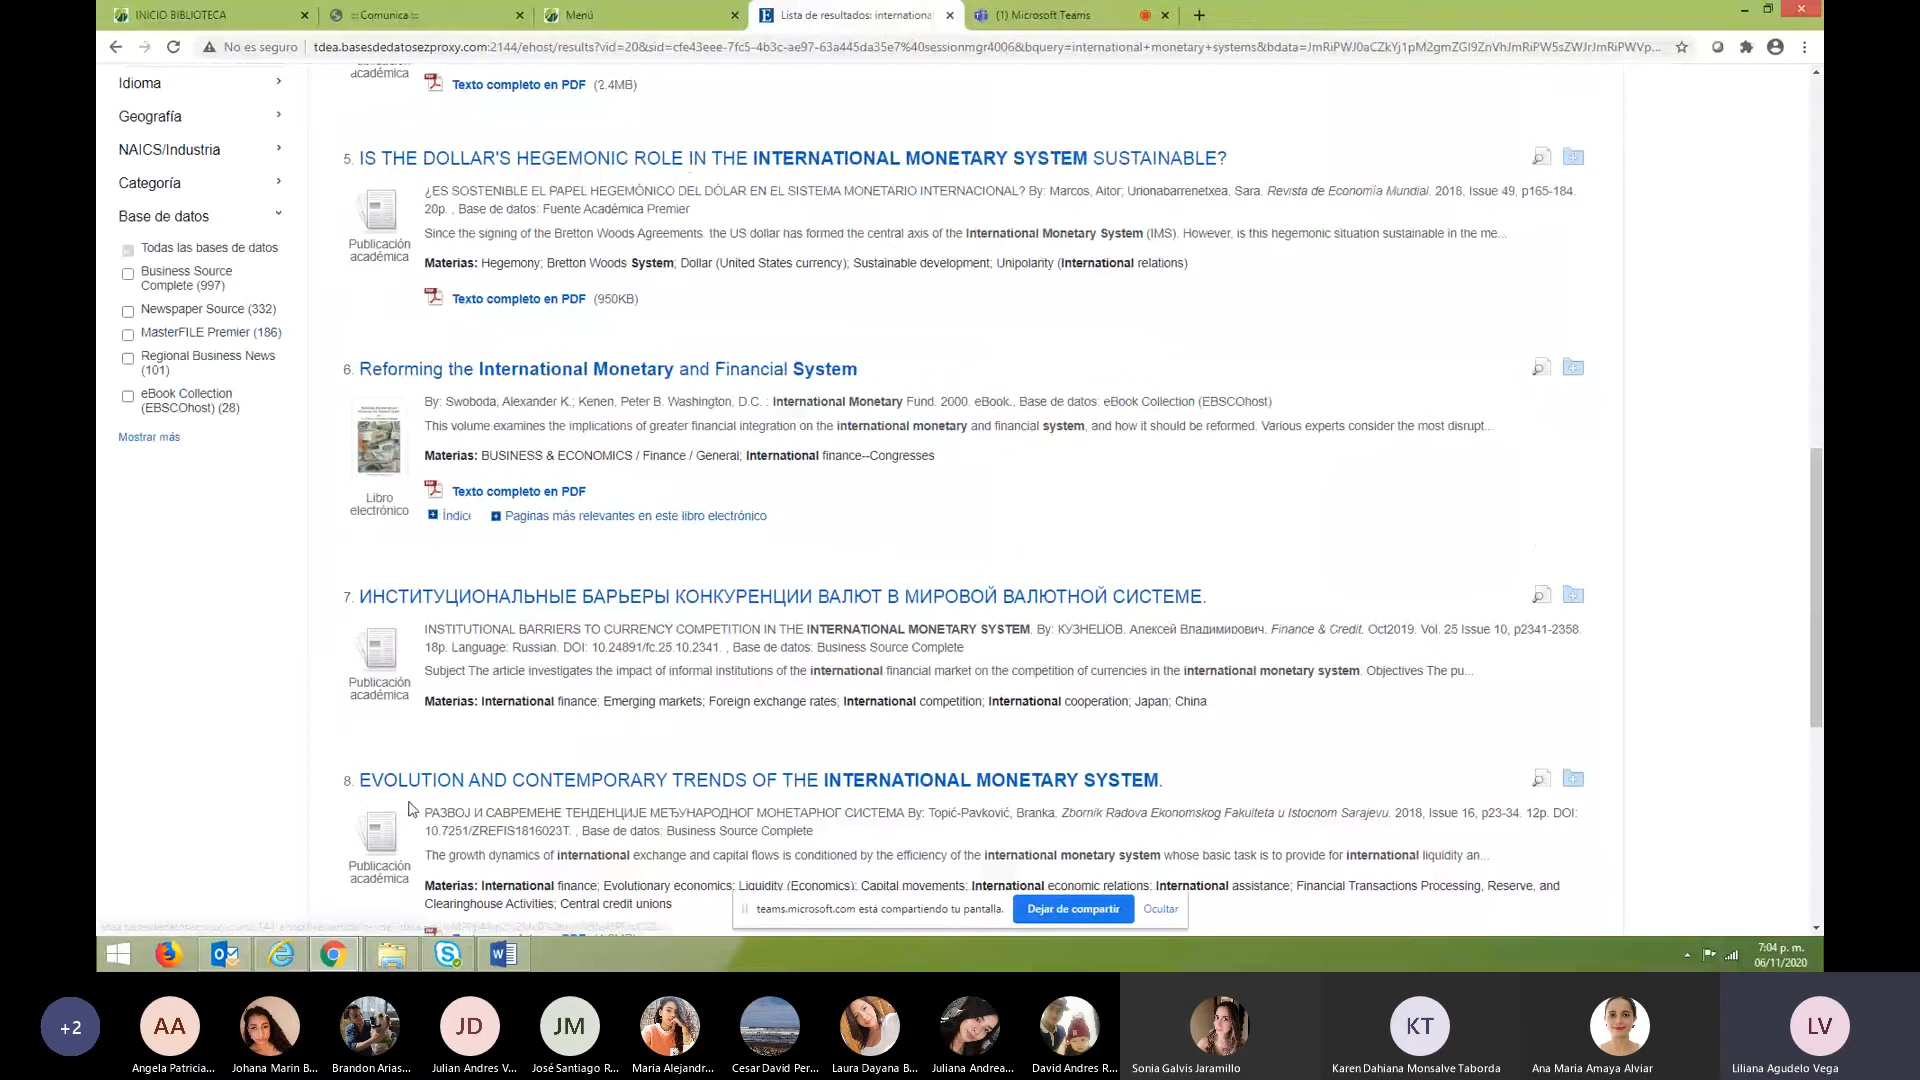 INICIO BIBLIOTECA
::: Comunica :::
Menú
Lista de resultados: internationa
(1) Microsoft Teams
No es seguro
tdea.basesdedatosezproxy.com:2144/ehost/results?vid=20&sid=cfe43eee-7fc5-4b3c-ae97-63a445da35e7%40sessionmgr4006&bquery=international+monetary+systems&bdata=JmRiPWJ0aCZkYj1pM2gmZGI9ZnVhJmRiPW5sZWJrJmRiPWVp...
Idioma
Geografía
NAICS/Industria
Categoría
Base de datos
Todas las bases de datos
Business Source
Complete (997)
Newspaper Source (332)
MasterFILE Premier (186)
Regional Business News
(101)
eBook Collection
(EBSCOhost) (28)
Mostrar más
académica
Texto completo en PDF (2.4MB)
5. IS THE DOLLAR'S HEGEMONIC ROLE IN THE INTERNATIONAL MONETARY SYSTEM SUSTAINABLE?
¿ES SOSTENIBLE EL PAPEL HEGEMÓNICO DEL DÓLAR EN EL SISTEMA MONETARIO INTERNACIONAL? By: Marcos, Aitor; Urionabarrenetxea, Sara. Revista de Economía Mundial. 2018, Issue 49, p165-184.
20p. , Base de datos: Fuente Académica Premier
Since the signing of the Bretton Woods Agreements, the US dollar has formed the central axis of the International Monetary System (IMS). However, is this hegemonic situation sustainable in the me...
Publicación
académica
Materias: Hegemony; Bretton Woods System; Dollar (United States currency); Sustainable development; Unipolarity (International relations)
Texto completo en PDF (950KB)
6. Reforming the International Monetary and Financial System
By: Swoboda, Alexander K.; Kenen, Peter B. Washington, D.C. : International Monetary Fund. 2000. eBook., Base de datos: eBook Collection (EBSCOhost)
This volume examines the implications of greater financial integration on the international monetary and financial system, and how it should be reformed. Various experts consider the most disrupt...
Materias: BUSINESS & ECONOMICS / Finance / General; International finance--Congresses
Texto completo en PDF
Libro
electrónico
Índice
Paginas más relevantes en este libro electrónico
7. ИНСТИТУЦИОНАЛЬНЫЕ БАРЬЕРЫ КОНКУРЕНЦИИ ВАЛЮТ В МИРОВОЙ ВАЛЮТНОЙ СИСТЕМЕ.
INSTITUTIONAL BARRIERS TO CURRENCY COMPETITION IN THE INTERNATIONAL MONETARY SYSTEM. By: КУЗНЕЦОВ, Алексей Владимирович. Finance & Credit. Oct2019, Vol. 25 Issue 10, p2341-2358.
18p. Language: Russian. DOI: 10.24891/fc.25.10.2341. , Base de datos: Business Source Complete
Subject The article investigates the impact of informal institutions of the international financial market on the competition of currencies in the international monetary system. Objectives The pu...
Publicación
académica
Materias: International finance; Emerging markets; Foreign exchange rates; International competition; International cooperation; Japan; China
8. EVOLUTION AND CONTEMPORARY TRENDS OF THE INTERNATIONAL MONETARY SYSTEM.
РАЗВОЈ И САВРЕМЕНЕ ТЕНДЕНЦИЈЕ МЕЂУНАРОДНОГ МОНЕТАРНОГ СИСТЕМА By: Topić-Pavković, Branka. Zbornik Radova Ekonomskog Fakulteta u Istocnom Sarajevu. 2018, Issue 16, p23-34. 12p. DOI:
10.7251/ZREFIS1816023T. , Base de datos: Business Source Complete
The growth dynamics of international exchange and capital flows is conditioned by the efficiency of the international monetary system whose basic task is to provide for international liquidity an...
Publicación
académica
Materias: International finance; Evolutionary economics; Liquidity (Economics); Capital movements; International economic relations; International assistance; Financial Transactions Processing, Reserve, and
Clearinghouse Activities; Central credit unions
teams.microsoft.com está compartiendo tu pantalla.
Dejar de compartir
Ocultar
7:04 p. m.
06/11/2020
+2
AA
JD
JM
KT
LV
Angela Patricia...
Johana Marin B...
Brandon Arias...
Julian Andres V...
José Santiago R...
Maria Alejandr...
Cesar David Per...
Laura Dayana B...
Juliana Andrea...
David Andres R...
Sonia Galvis Jaramillo
Karen Dahiana Monsalve Taborda
Ana Maria Amaya Alviar
Liliana Agudelo Vega